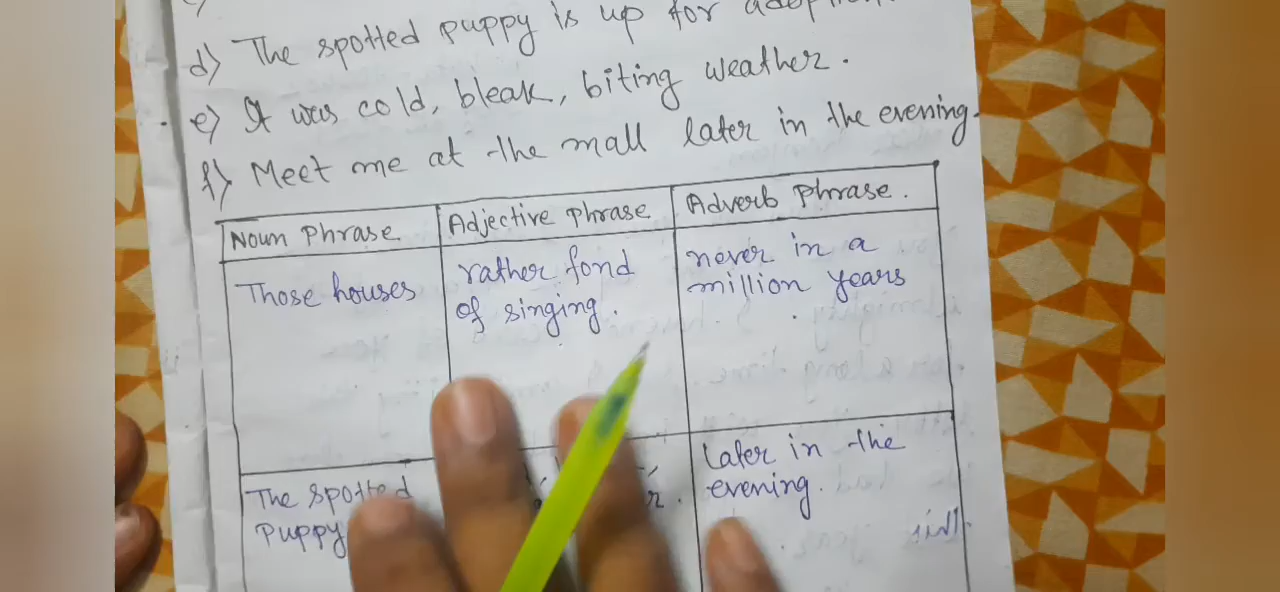 d) The spotted puppy is up for
e) It was cold, bleak, biting weather.
f) Meet me at the mall later in the evening.
Noun Phrase. Adjective Phrase Adverb Phrase.
Those houses
rather fond
of singing.
never in a
million years
The spotted
Puppy
later in the
evening.